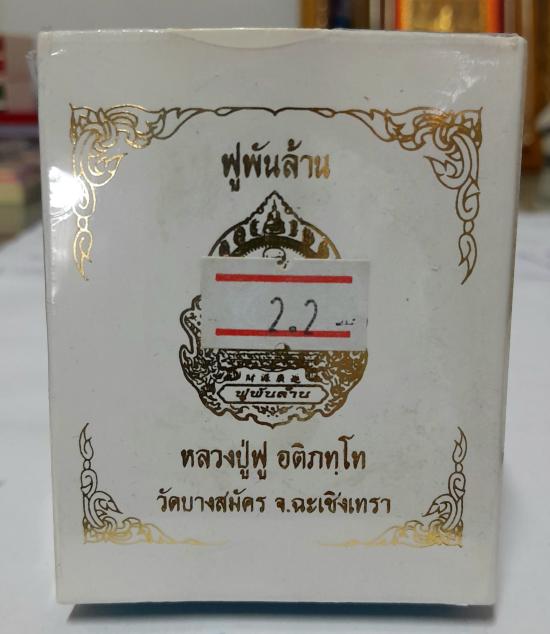 ฟูพันล้าน
2.2
ฟูพันล้าน
หลวงปู่ฟู อติภทฺโท
วัดบางสมัคร จ.ฉะเชิงเทรา